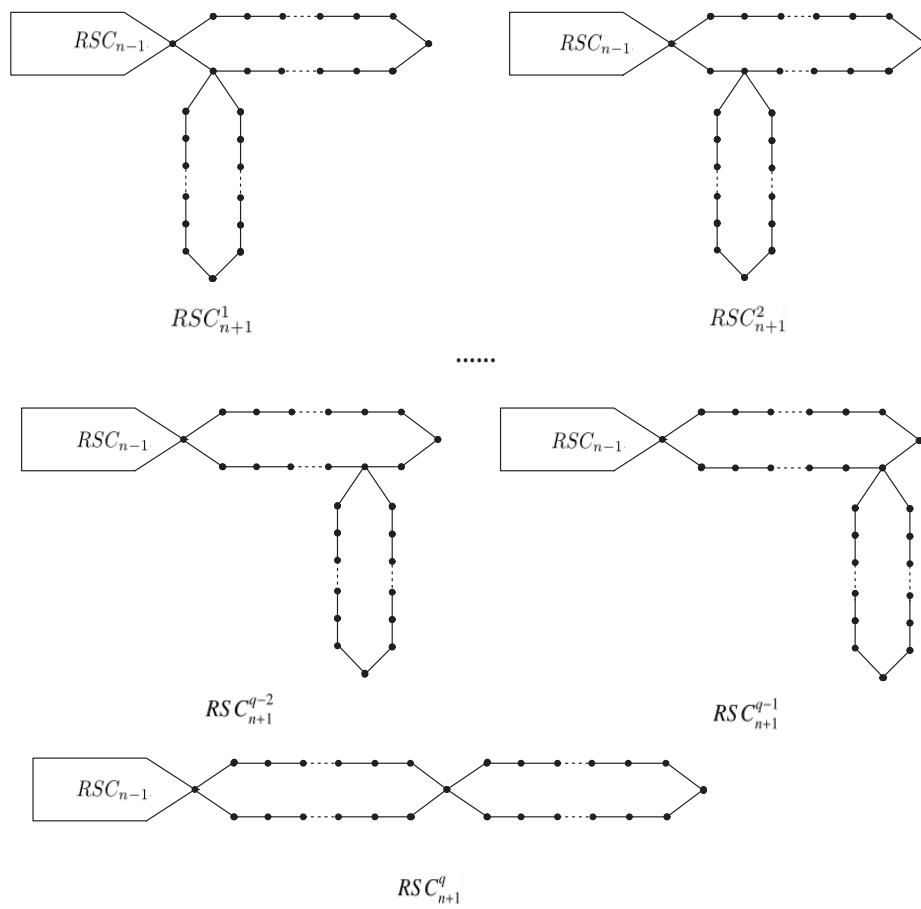 RSC_{n-1}
RSC_{n-1}
RSC^1_{n+1}
RSC^2_{n+1}
......
RSC_{n-1}
RSC_{n-1}
RSC^{q-2}_{n+1}
RSC^{q-1}_{n+1}
RSC_{n-1}
RSC^q_{n+1}